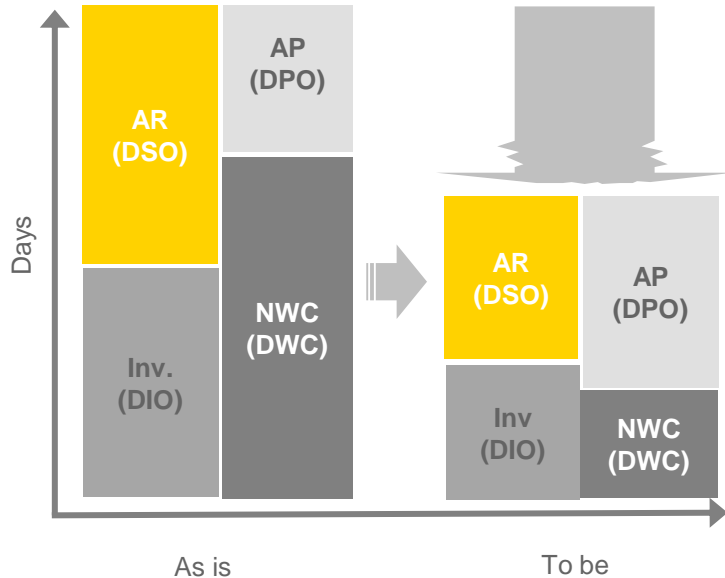 Days
AR
(DSO)
AP
(DPO)
Inv.
(DIO)
NWC
(DWC)
AR
(DSO)
AP
(DPO)
Inv
(DIO)
NWC
(DWC)
As is
To be